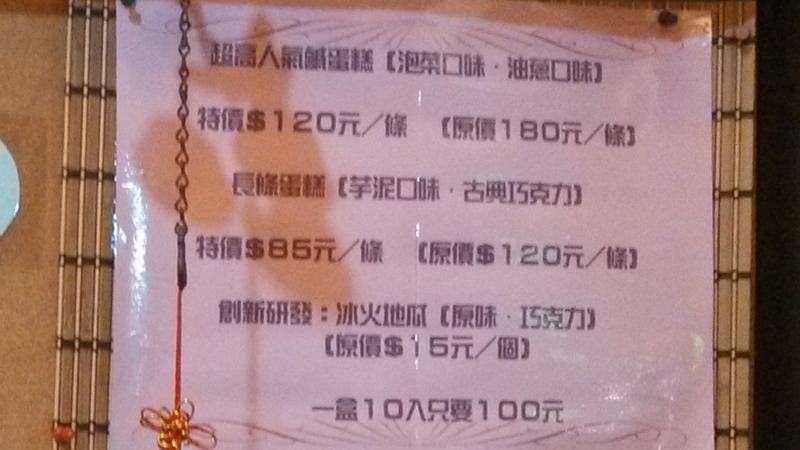 超高人氣鹹蛋糕【泡菜口味．油蔥口味】
特價$120元／條 【原價180元／條】
長條蛋糕【芋泥口味．古典巧克力】
特價$85元／條 【原價$120元／條】
創新研發：冰火地瓜【原味．巧克力】
【原價$15元／個】
一盒10入只要100元